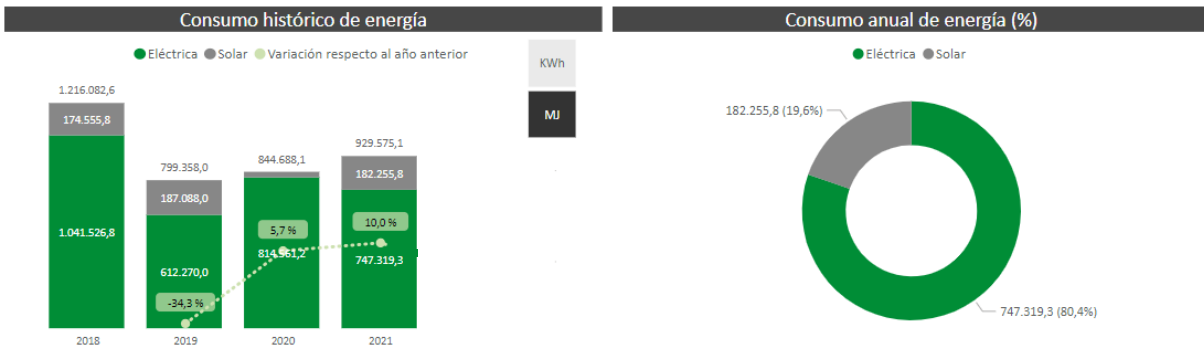 Consumo histórico de energía
Eléctrica Solar Variación respecto al año anterior
KWh
MJ
1.216.082,6
174.555,8
1.041.526,8
799.358,0
187.088,0
612.270,0
-34,3 %
844.688,1
5,7 %
929.575,1
182.255,8
10,0 %
747.319,3
2018 2019 2020 2021
Consumo anual de energía (%)
Eléctrica Solar
182.255,8 (19,6%)
747.319,3 (80,4%)